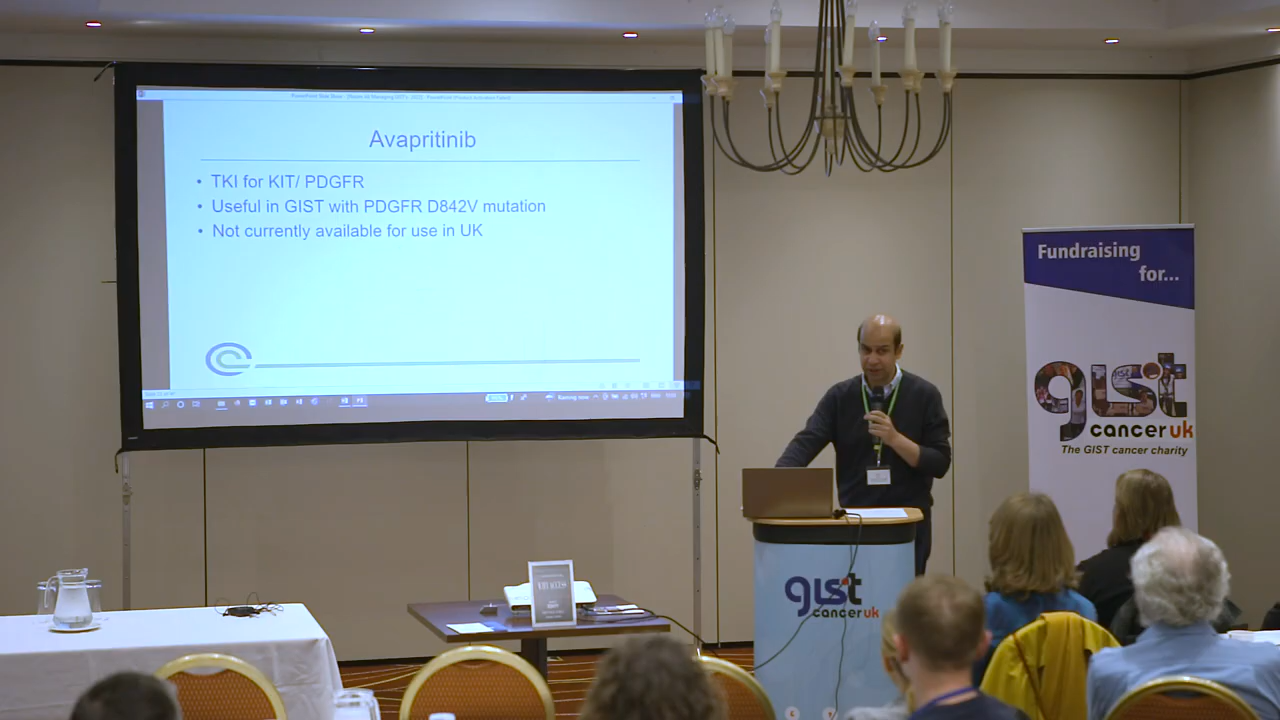 Avapritinib
• TKI for KIT/ PDGFR
• Useful in GIST with PDGFR D842V mutation
• Not currently available for use in UK
Fundraising
for...
gist
cancer uk
The GIST cancer charity
gist
cancer uk